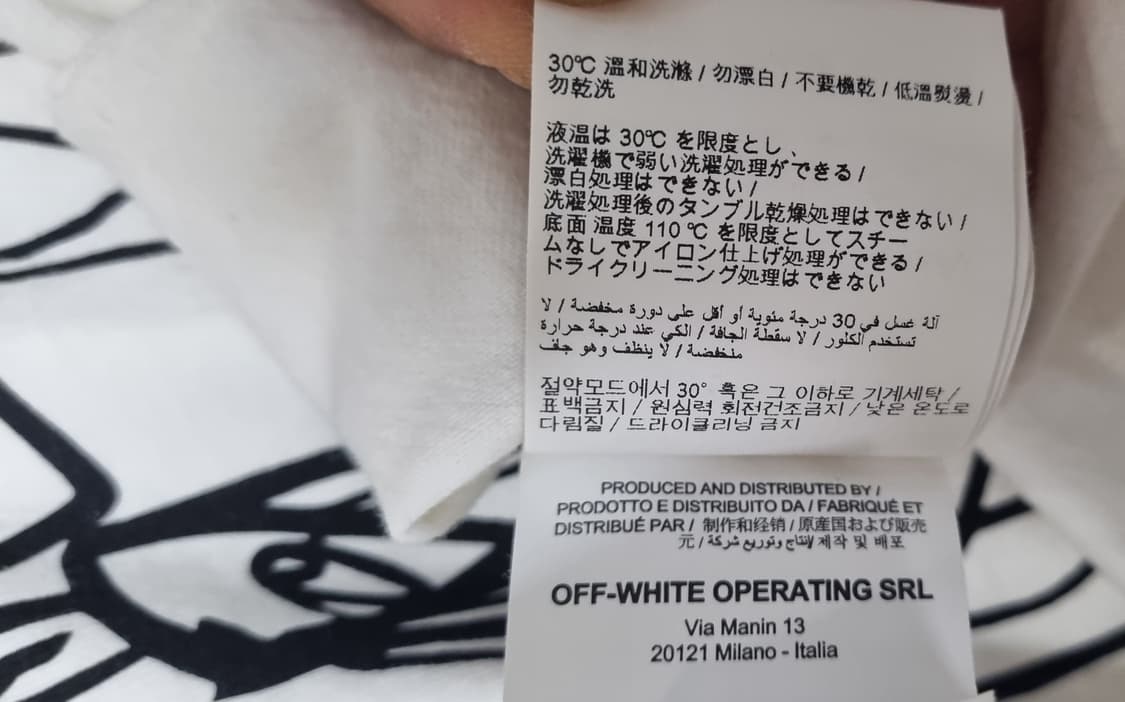 30℃ 溫和洗滌 / 勿漂白 / 不要機乾 / 低溫熨燙 /
勿乾洗
液温は 30℃ を限度とし、
洗濯機で弱い洗濯処理ができる /
漂白処理はできない /
洗濯処理後のタンブル乾燥処理はできない /
底面温度 110 ℃ を限度としてスチー
ムなしでアイロン仕上げ処理ができる /
ドライクリーニング処理はできない
آلة غسل في 30 درجة مئوية أو أقل على دورة مخفضة / لا
تستخدم الكلور / لا سقطة الجافة / الكي عند درجة حرارة
منخفضة / لا ينظف وهو جاف
절약모드에서 30° 혹은 그 이하로 기계세탁 /
표백금지 / 원심력 회전건조금지 / 낮은 온도로
다림질 / 드라이클리닝 금지
PRODUCED AND DISTRIBUTED BY /
PRODOTTO E DISTRIBUITO DA / FABRIQUÉ ET
DISTRIBUÉ PAR / 制作和经销 / 原産国および販売
元 / إنتاج وتوزيع شركة / 제작 및 배포
OFF-WHITE OPERATING SRL
Via Manin 13
20121 Milano - Italia